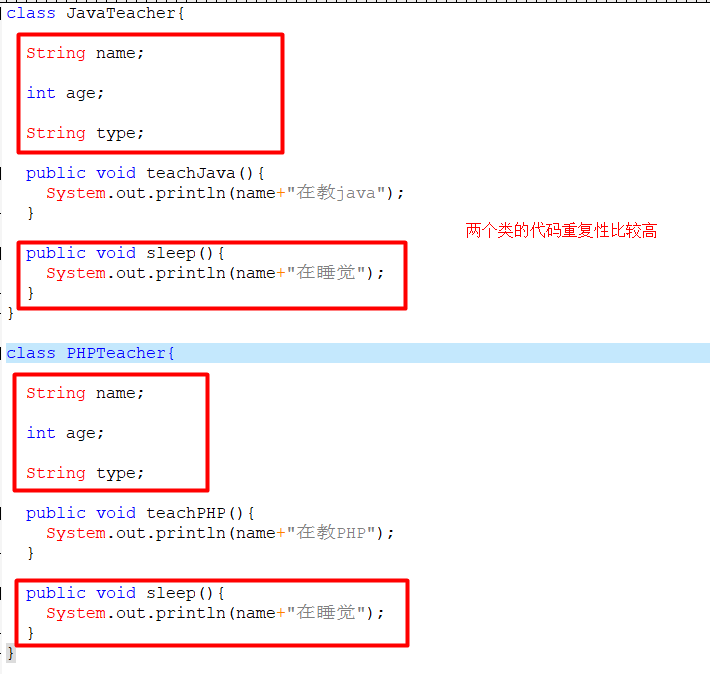 class JavaTeacher{
String name;
int age;
String type;
public void teachJava(){
System.out.println(name+"在教java");
}
两个类的代码重复性比较高
public void sleep(){
System.out.println(name+"在睡觉");
}
}
class PHPTeacher{
String name;
int age;
String type;
public void teachPHP(){
System.out.println(name+"在教PHP");
}
public void sleep(){
System.out.println(name+"在睡觉");
}
}